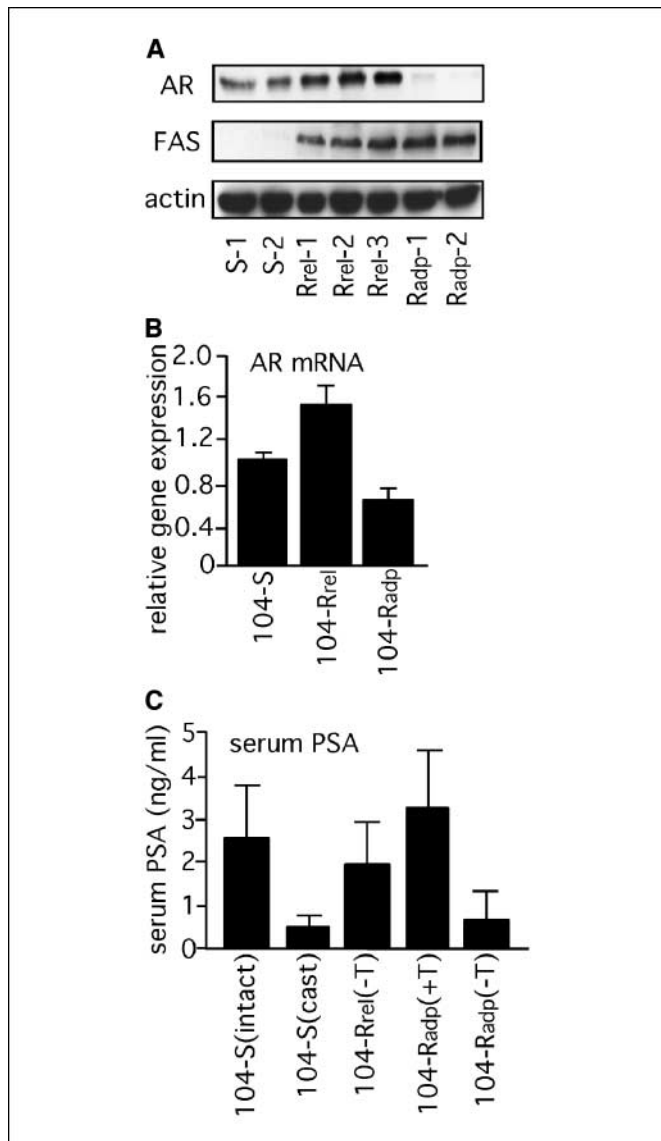 A
AR
FAS
actin
S-1
S-2
Rrel-1
Rrel-2
Rrel-3
Radp-1
Radp-2
B
AR mRNA
relative gene expression
2.0
1.6
1.2
0.8
0.4
0
104-S
104-Rrel
104-Radp
C
serum PSA
serum PSA (ng/ml)
5
4
3
2
1
0
104-S(intact)
104-S(cast)
104-Rrel(-T)
104-Radp(+T)
104-Radp(-T)